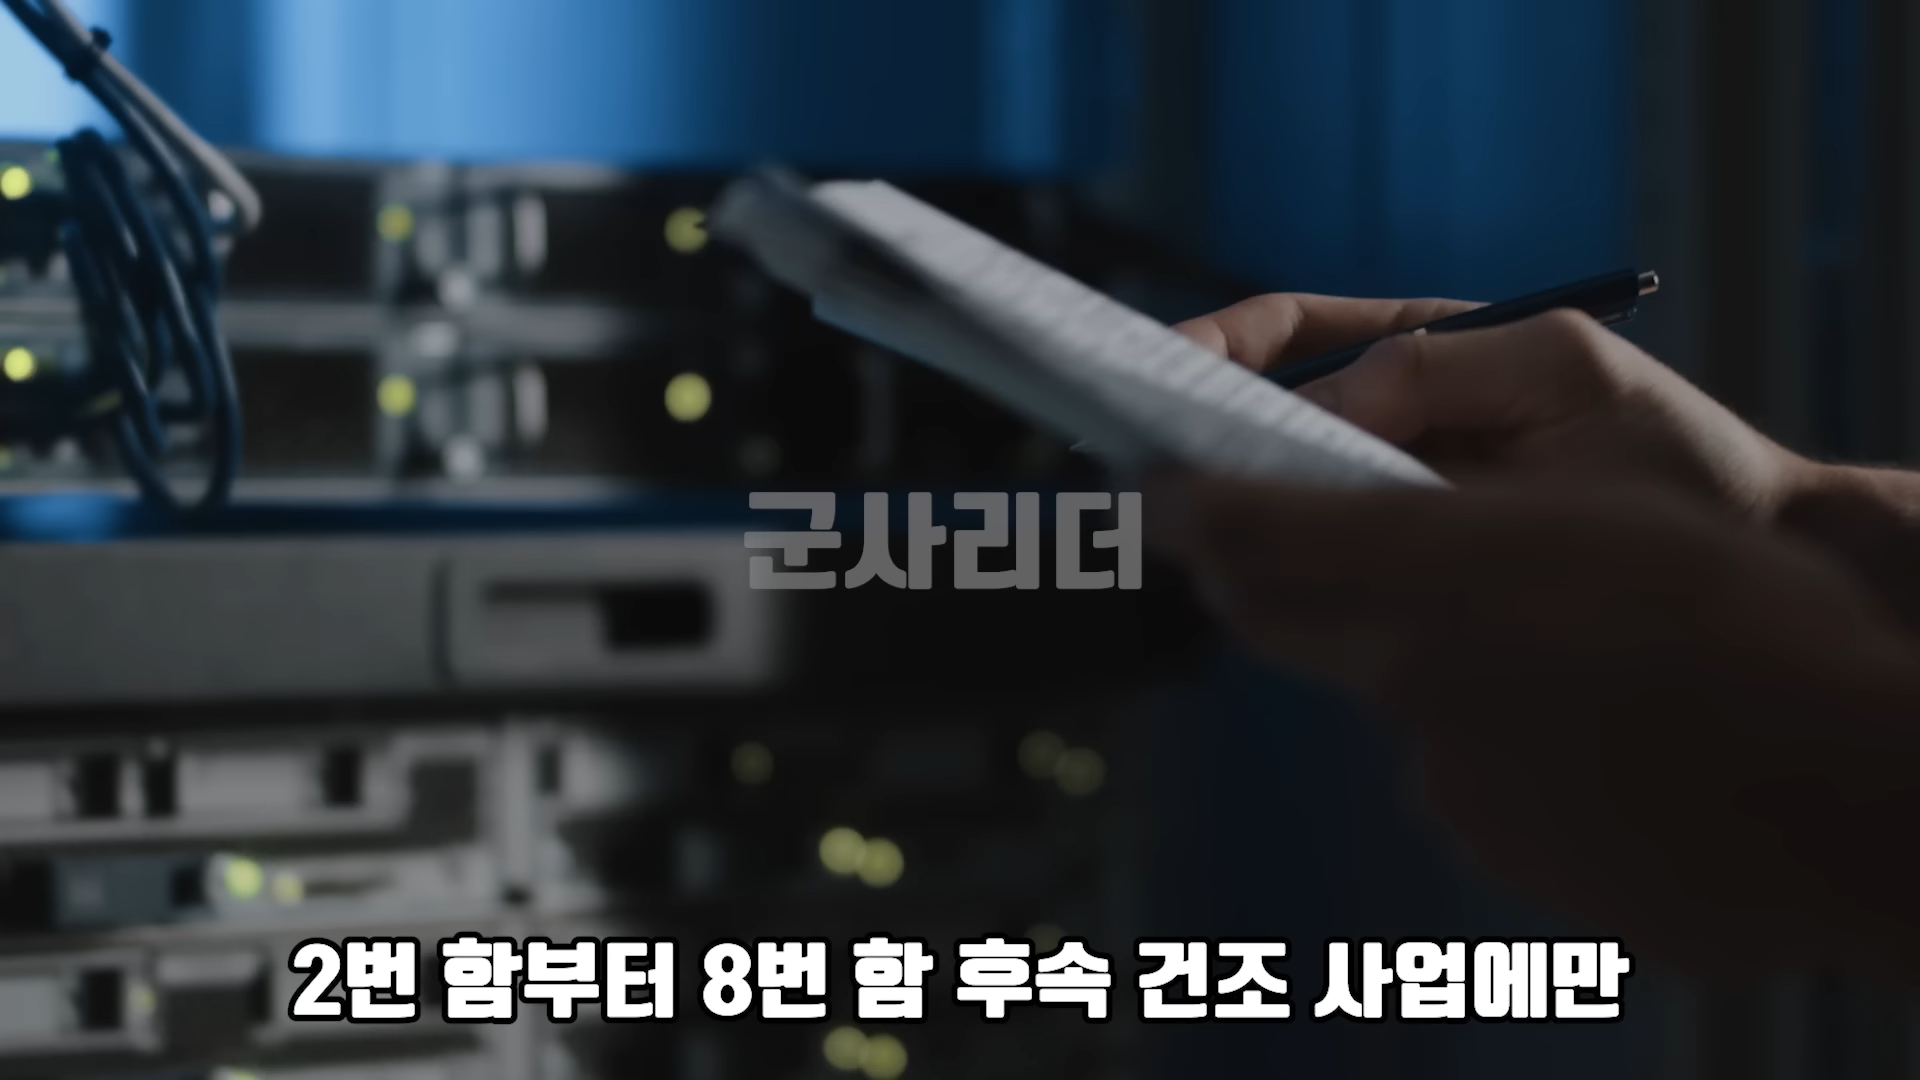 군사리더
2번 함부터 8번 함 후속 건조 사업에만